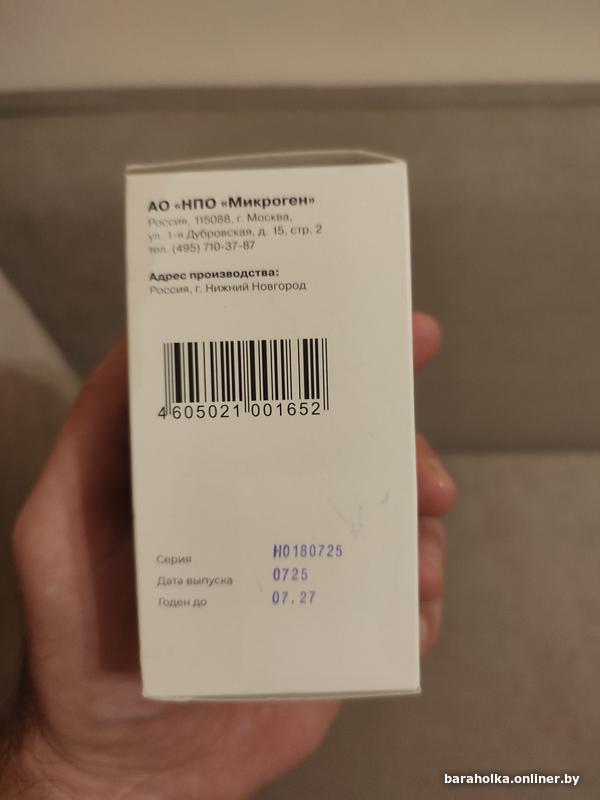 АО «НПО «Микроген»
Россия, 115088, г. Москва,
ул. 1-я Дубровская, д. 15, стр. 2
тел. (495) 710-37-87
Адрес производства:
Россия, г. Нижний Новгород
4 605021 001652
Серия H0180725
Дата выпуска 0725
Годен до 07.27
baraholka.onliner.by